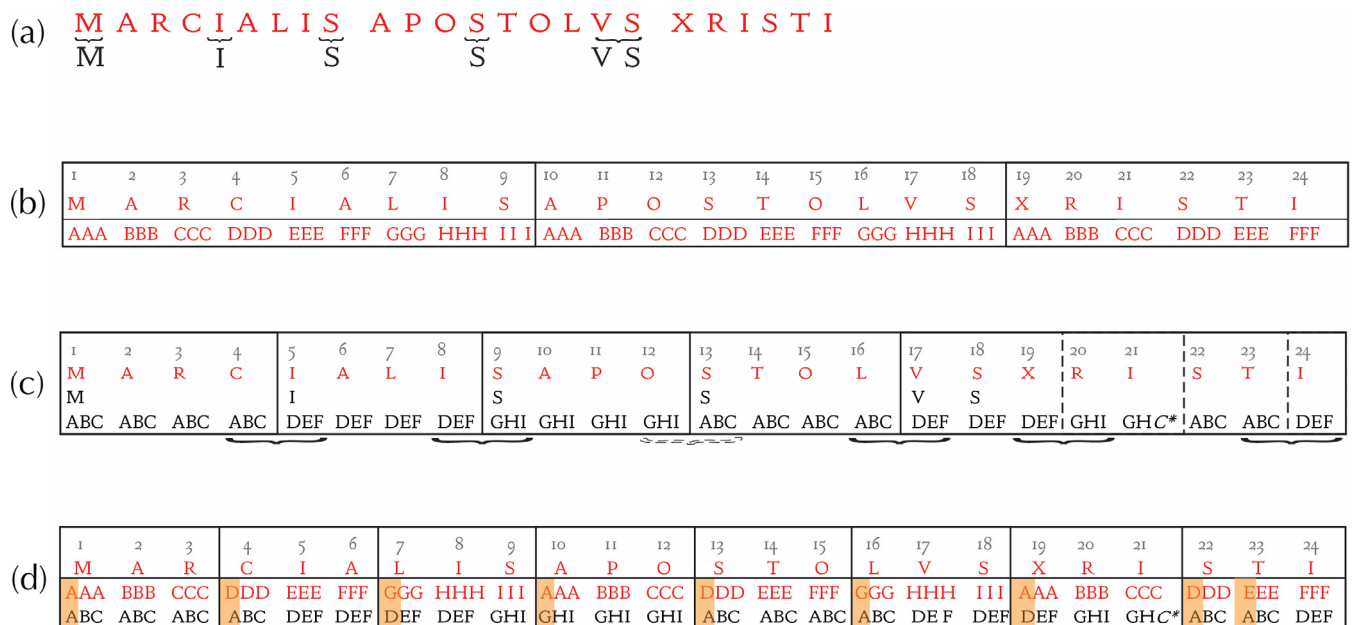 (a) MARCIALIS APOSTOLVS XRISTI
M I S S V S
(b) 1 2 3 4 5 6 7 8 9 10 11 12 13 14 15 16 17 18 19 20 21 22 23 24
M A R C I A L I S A P O S T O L V S X R I S T I
AAA BBB CCC DDD EEE FFF GGG HHH III AAA BBB CCC DDD EEE FFF GGG HHH III AAA BBB CCC DDD EEE FFF
(c) 1 2 3 4 5 6 7 8 9 10 11 12 13 14 15 16 17 18 19 20 21 22 23 24
M A R C I A L I S A P O S T O L V S X R I S T I
M I S S V S
ABC ABC ABC ABC DEF DEF DEF DEF GHI GHI GHI GHI ABC ABC ABC ABC DEF DEF DEF GHI GHC* ABC ABC DEF
(d) 1 2 3 4 5 6 7 8 9 10 11 12 13 14 15 16 17 18 19 20 21 22 23 24
M A R C I A L I S A P O S T O L V S X R I S T I
AAA BBB CCC DDD EEE FFF GGG HHH III AAA BBB CCC DDD EEE FFF GGG HHH III AAA BBB CCC DDD EEE FFF
ABC ABC ABC ABC DEF DEF DEF DEF GHI GHI GHI GHI ABC ABC ABC ABC DEF DEF DEF GHI GHC* ABC ABC DEF